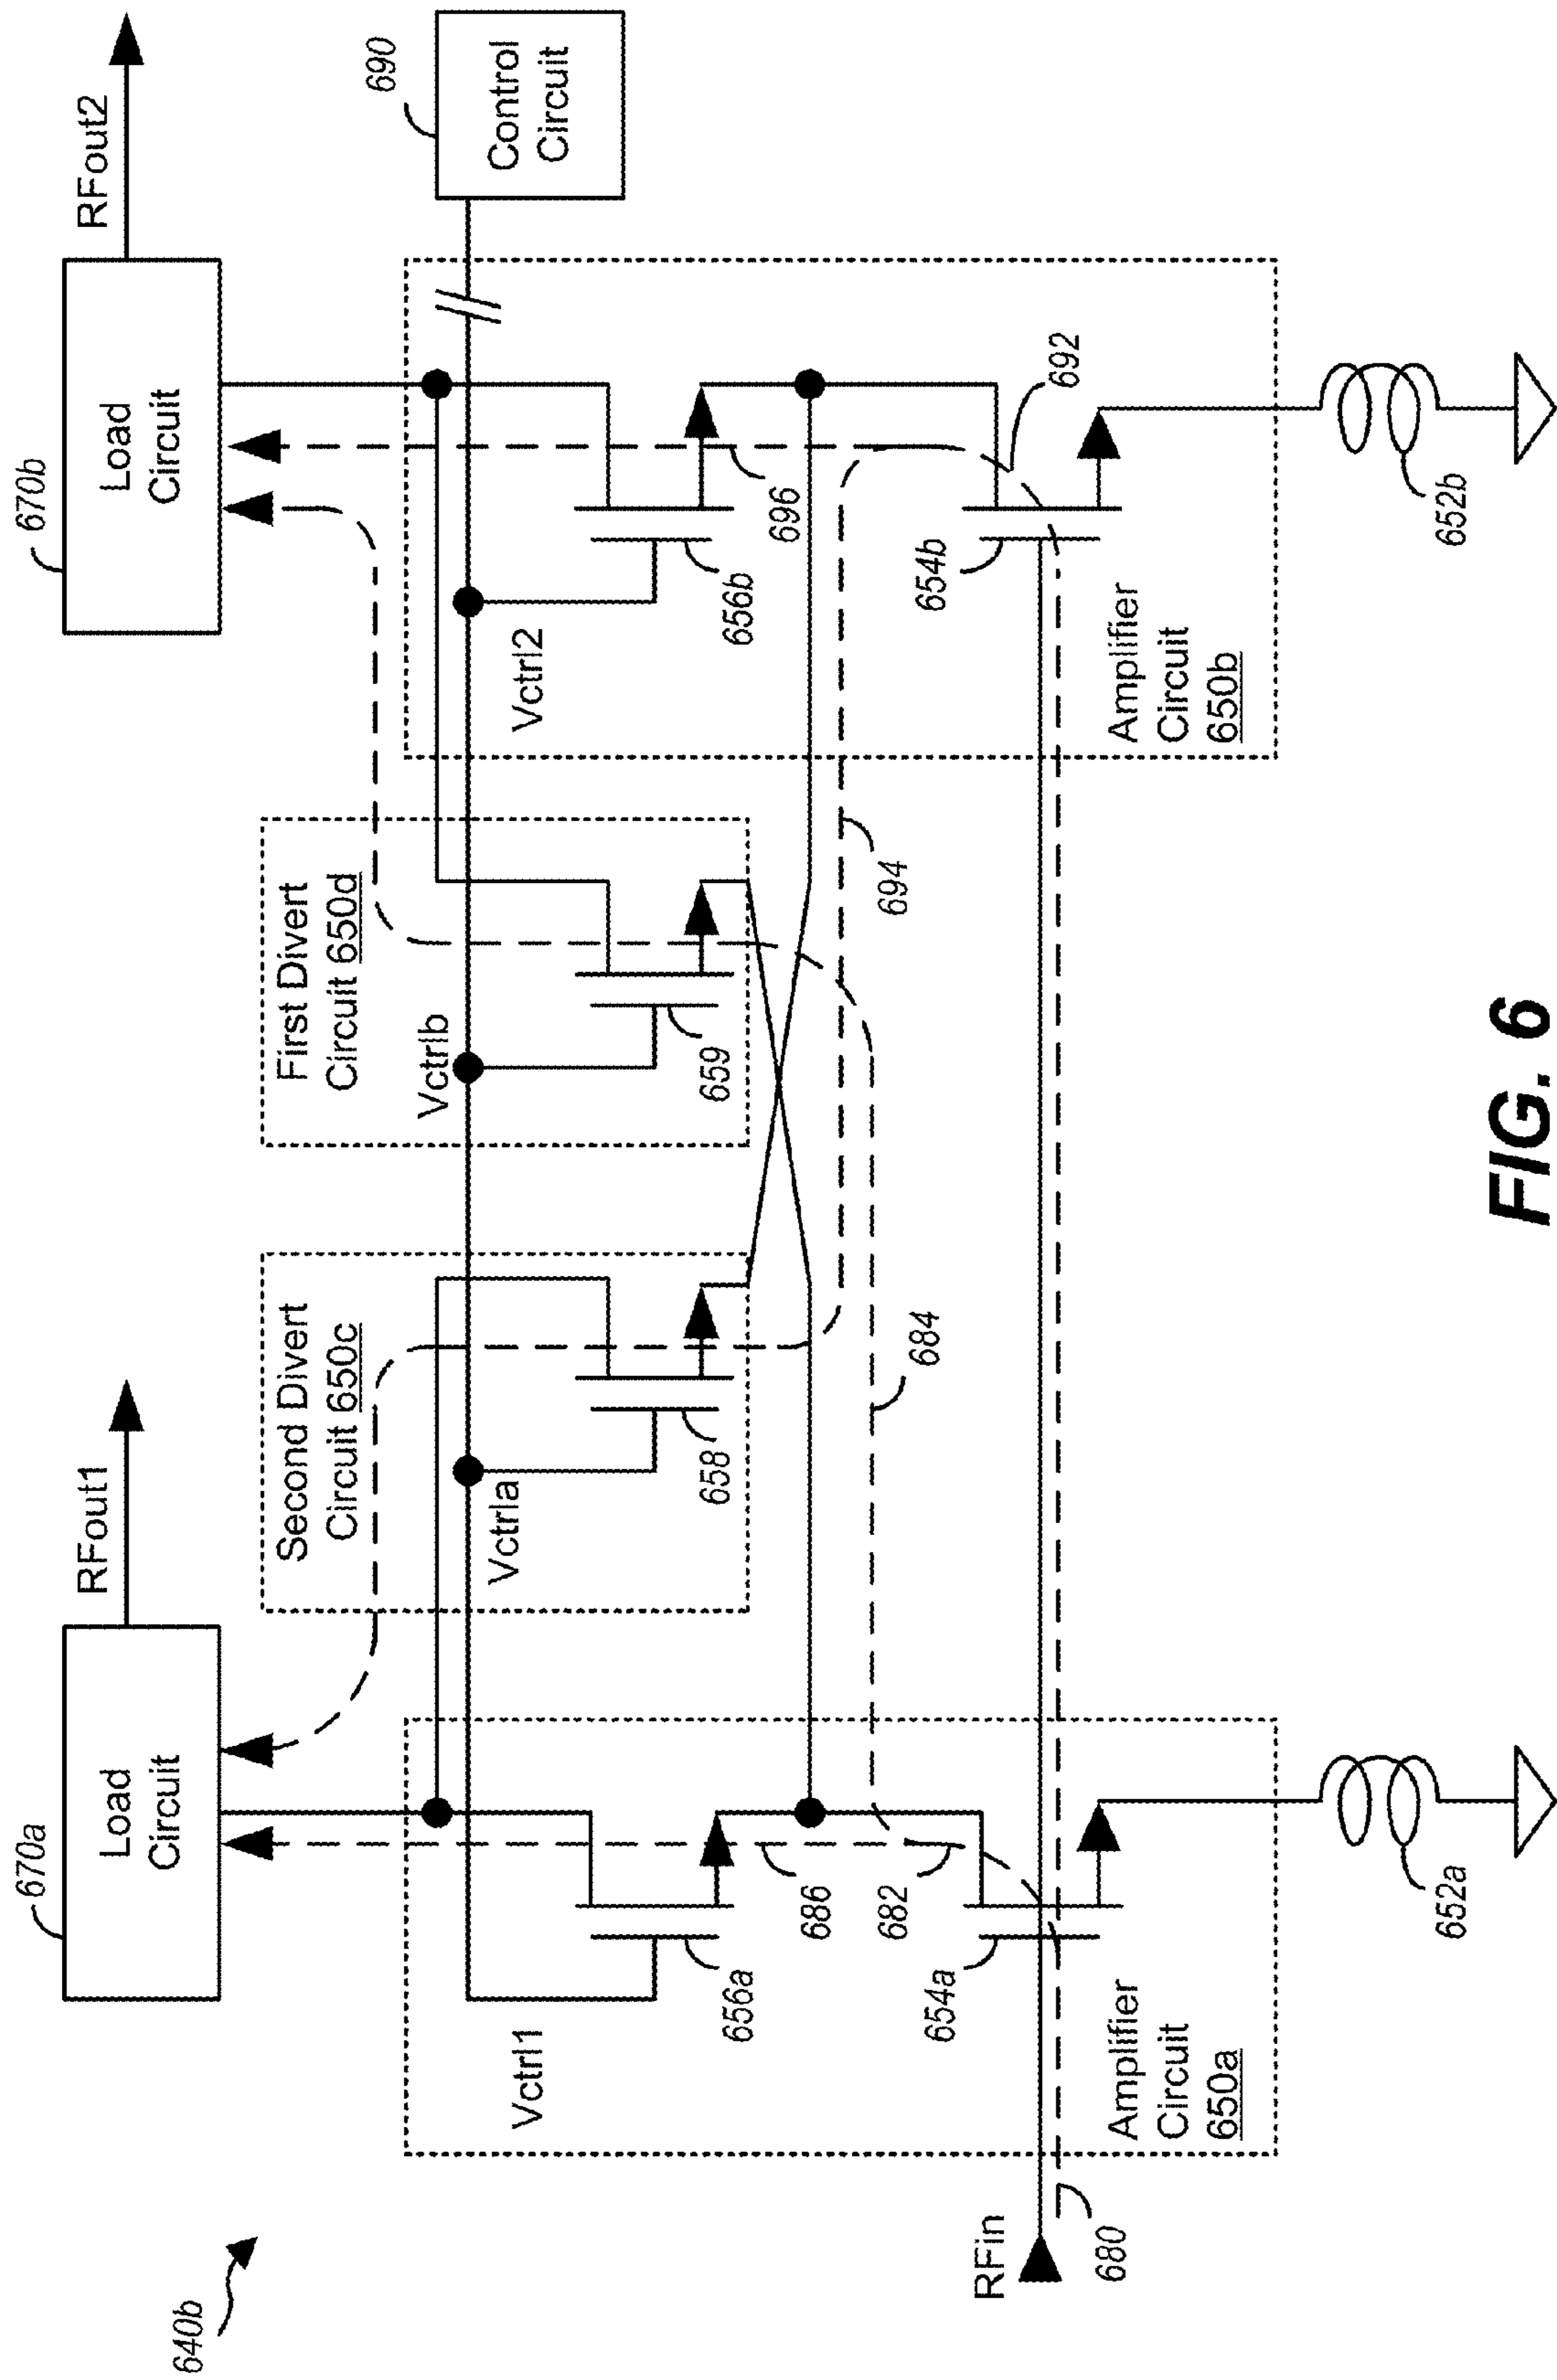 640b
670a
Load
Circuit
RFout1
670b
Load
Circuit
RFout2
690
Control
Circuit
Second Divert
Circuit 650c
First Divert
Circuit 650d
Vctrl1
Vctrla
Vctrlb
Vctrl2
656a
658
659
656b
686
682
696
684
694
692
654a
654b
RFin
680
Amplifier
Circuit
650a
Amplifier
Circuit
650b
652a
652b
FIG. 6